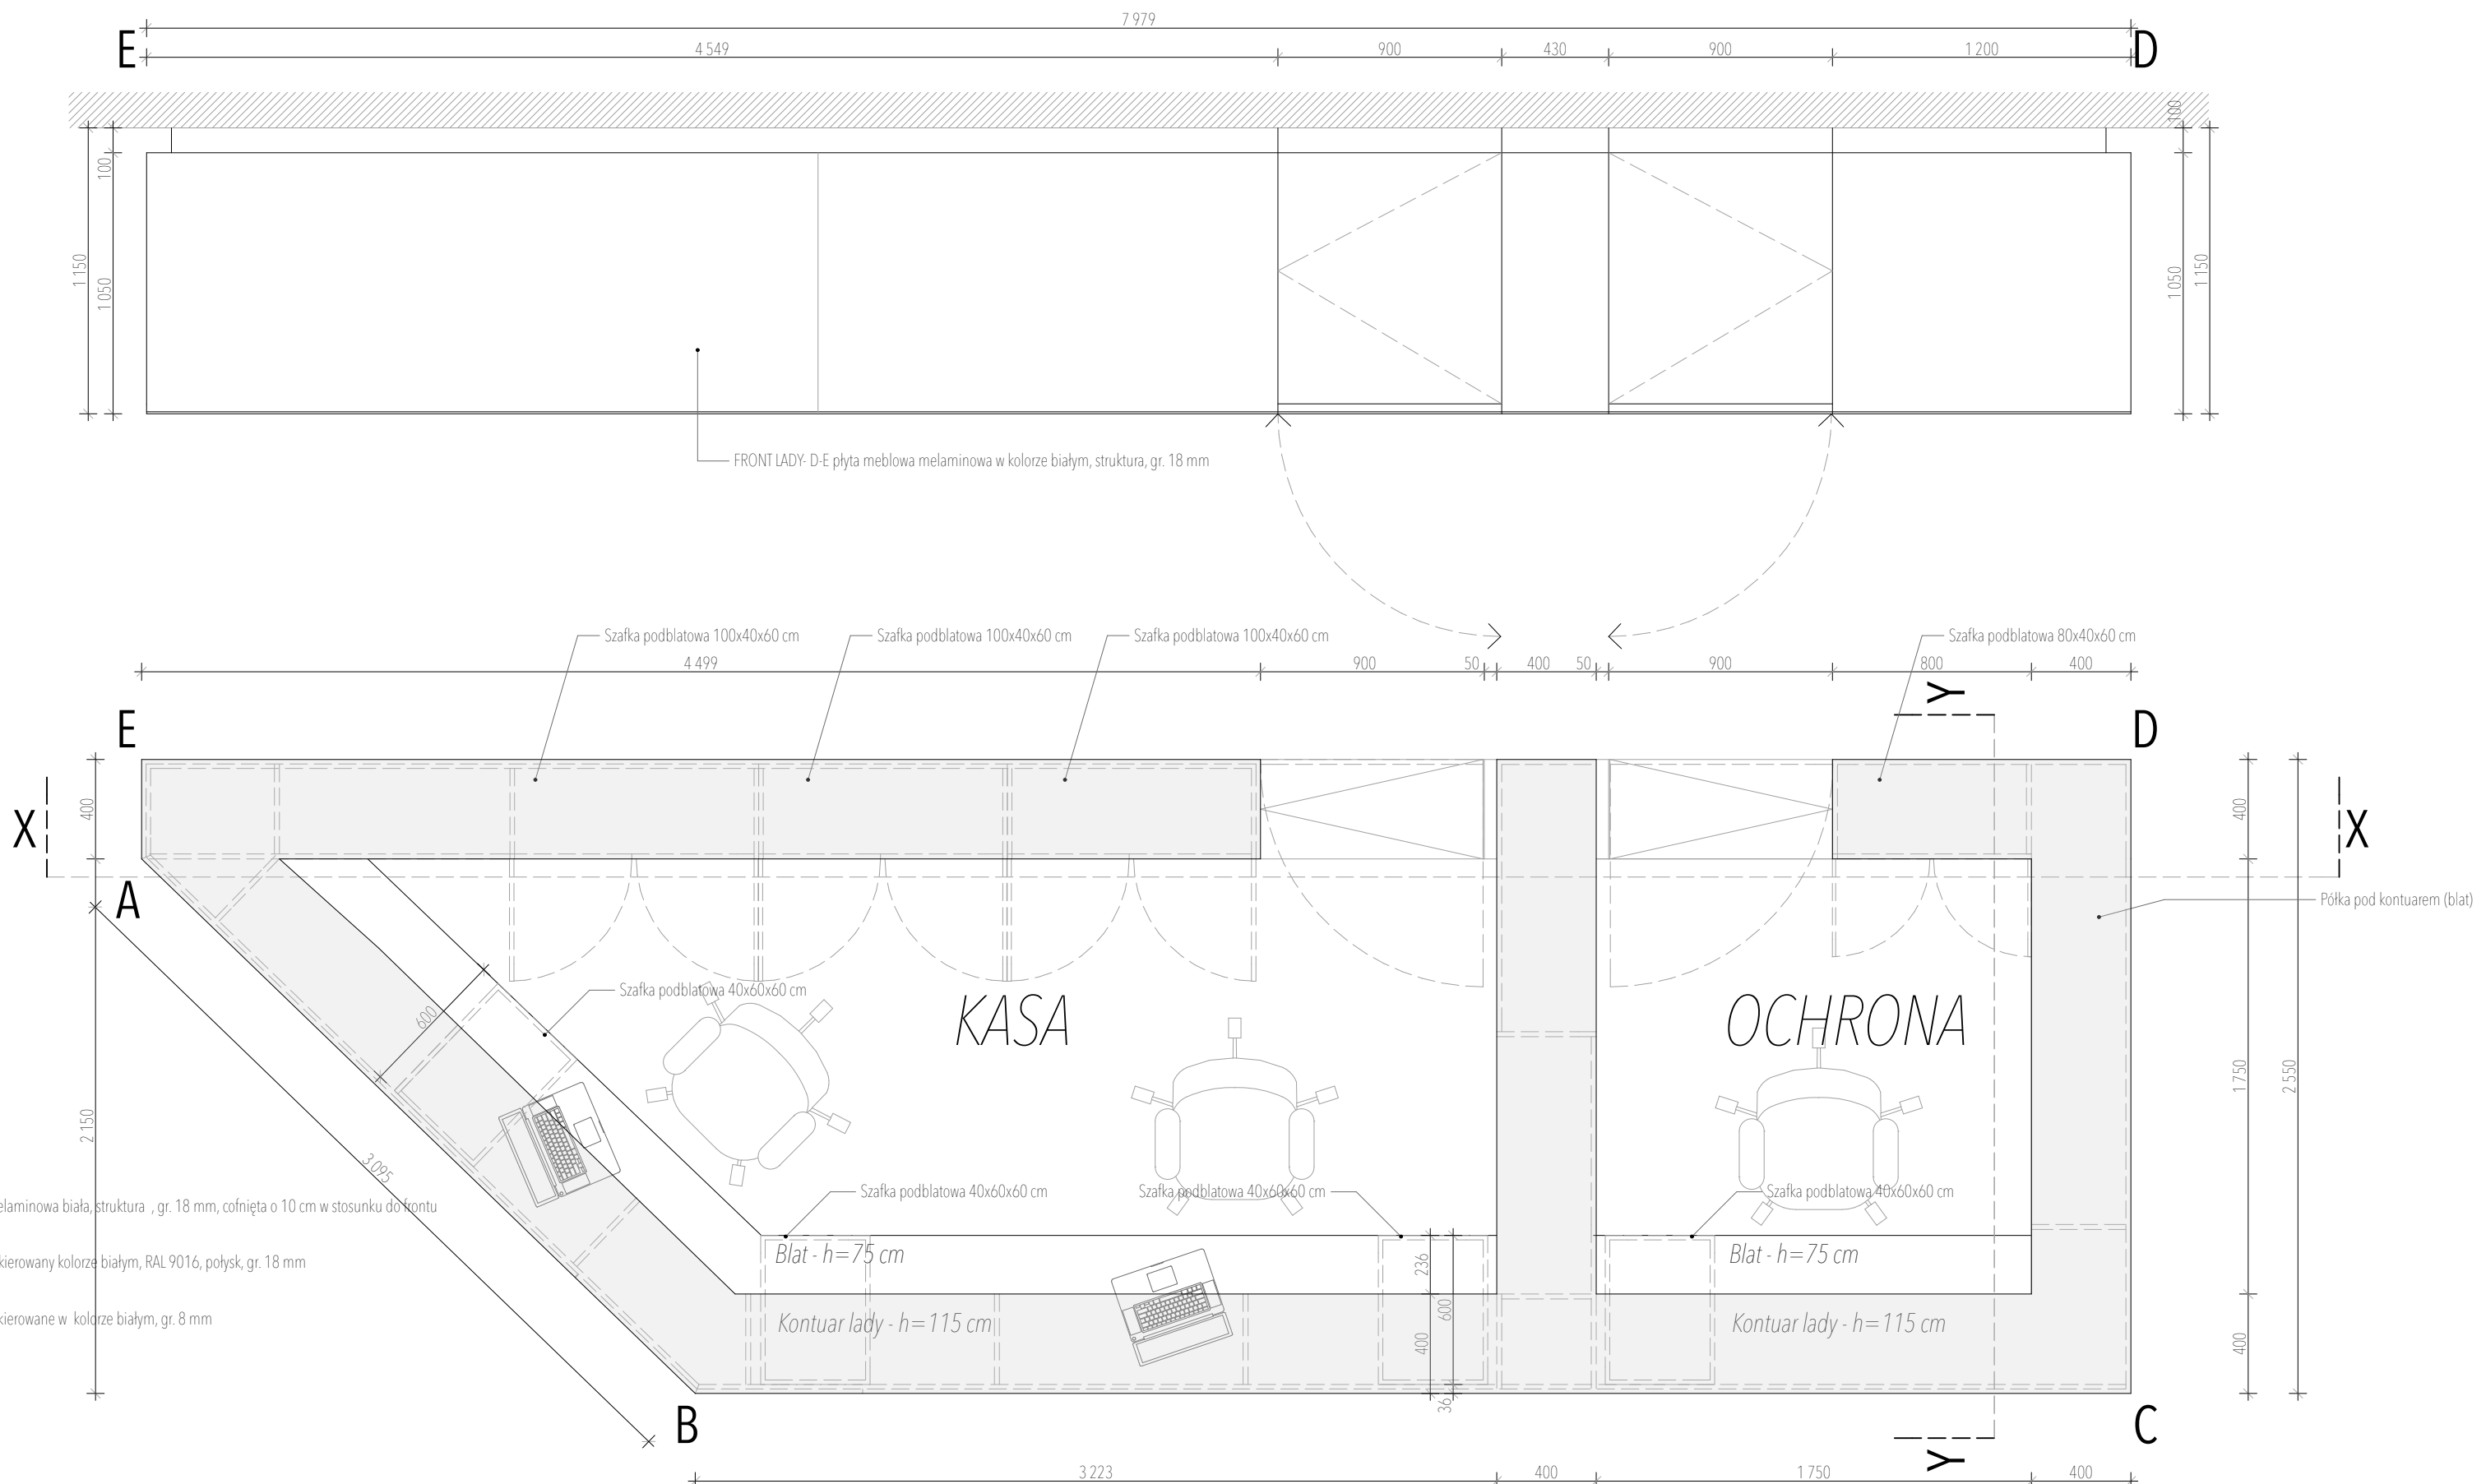 7 979
E
4 549
900
430
900
1 200
D
100
100
1 150
1 050
1 050
1 150
FRONT LADY- D-E płyta meblowa melaminowa w kolorze białym, struktura, gr. 18 mm
Szafka podblatowa 100x40x60 cm
Szafka podblatowa 100x40x60 cm
Szafka podblatowa 100x40x60 cm
Szafka podblatowa 80x40x60 cm
4 499
900
50
400
50
900
800
400
Y
E
D
400
400
X
X
A
Półka pod kontuarem (blat)
Szafka podblatowa 40x60x60 cm
KASA
OCHRONA
600
2 150
1 750
2 550
3 095
Szafka podblatowa 40x60x60 cm
Szafka podblatowa 40x60x60 cm
Szafka podblatowa 40x60x60 cm
elaminowa biała, struktura , gr. 18 mm, cofnięta o 10 cm w stosunku do frontu
Blat - h=75 cm
236
Blat - h=75 cm
kierowany kolorze białym, RAL 9016, połysk, gr. 18 mm
600
Kontuar lady - h=115 cm
400
Kontuar lady - h=115 cm
400
kierowane w kolorze białym, gr. 8 mm
36
B
C
Y
3 223
400
1 750
400